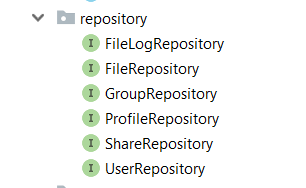 repository
I FileLogRepository
I FileRepository
I GroupRepository
I ProfileRepository
I ShareRepository
I UserRepository